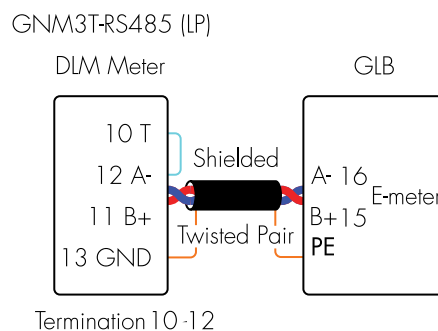 GNM3T-RS485 (LP)
DLM Meter
GLB
10 T
12 A-
11 B+
13 GND
Shielded
Twisted Pair
A- 16
B+ 15
PE
E-meter
Termination 10 -12